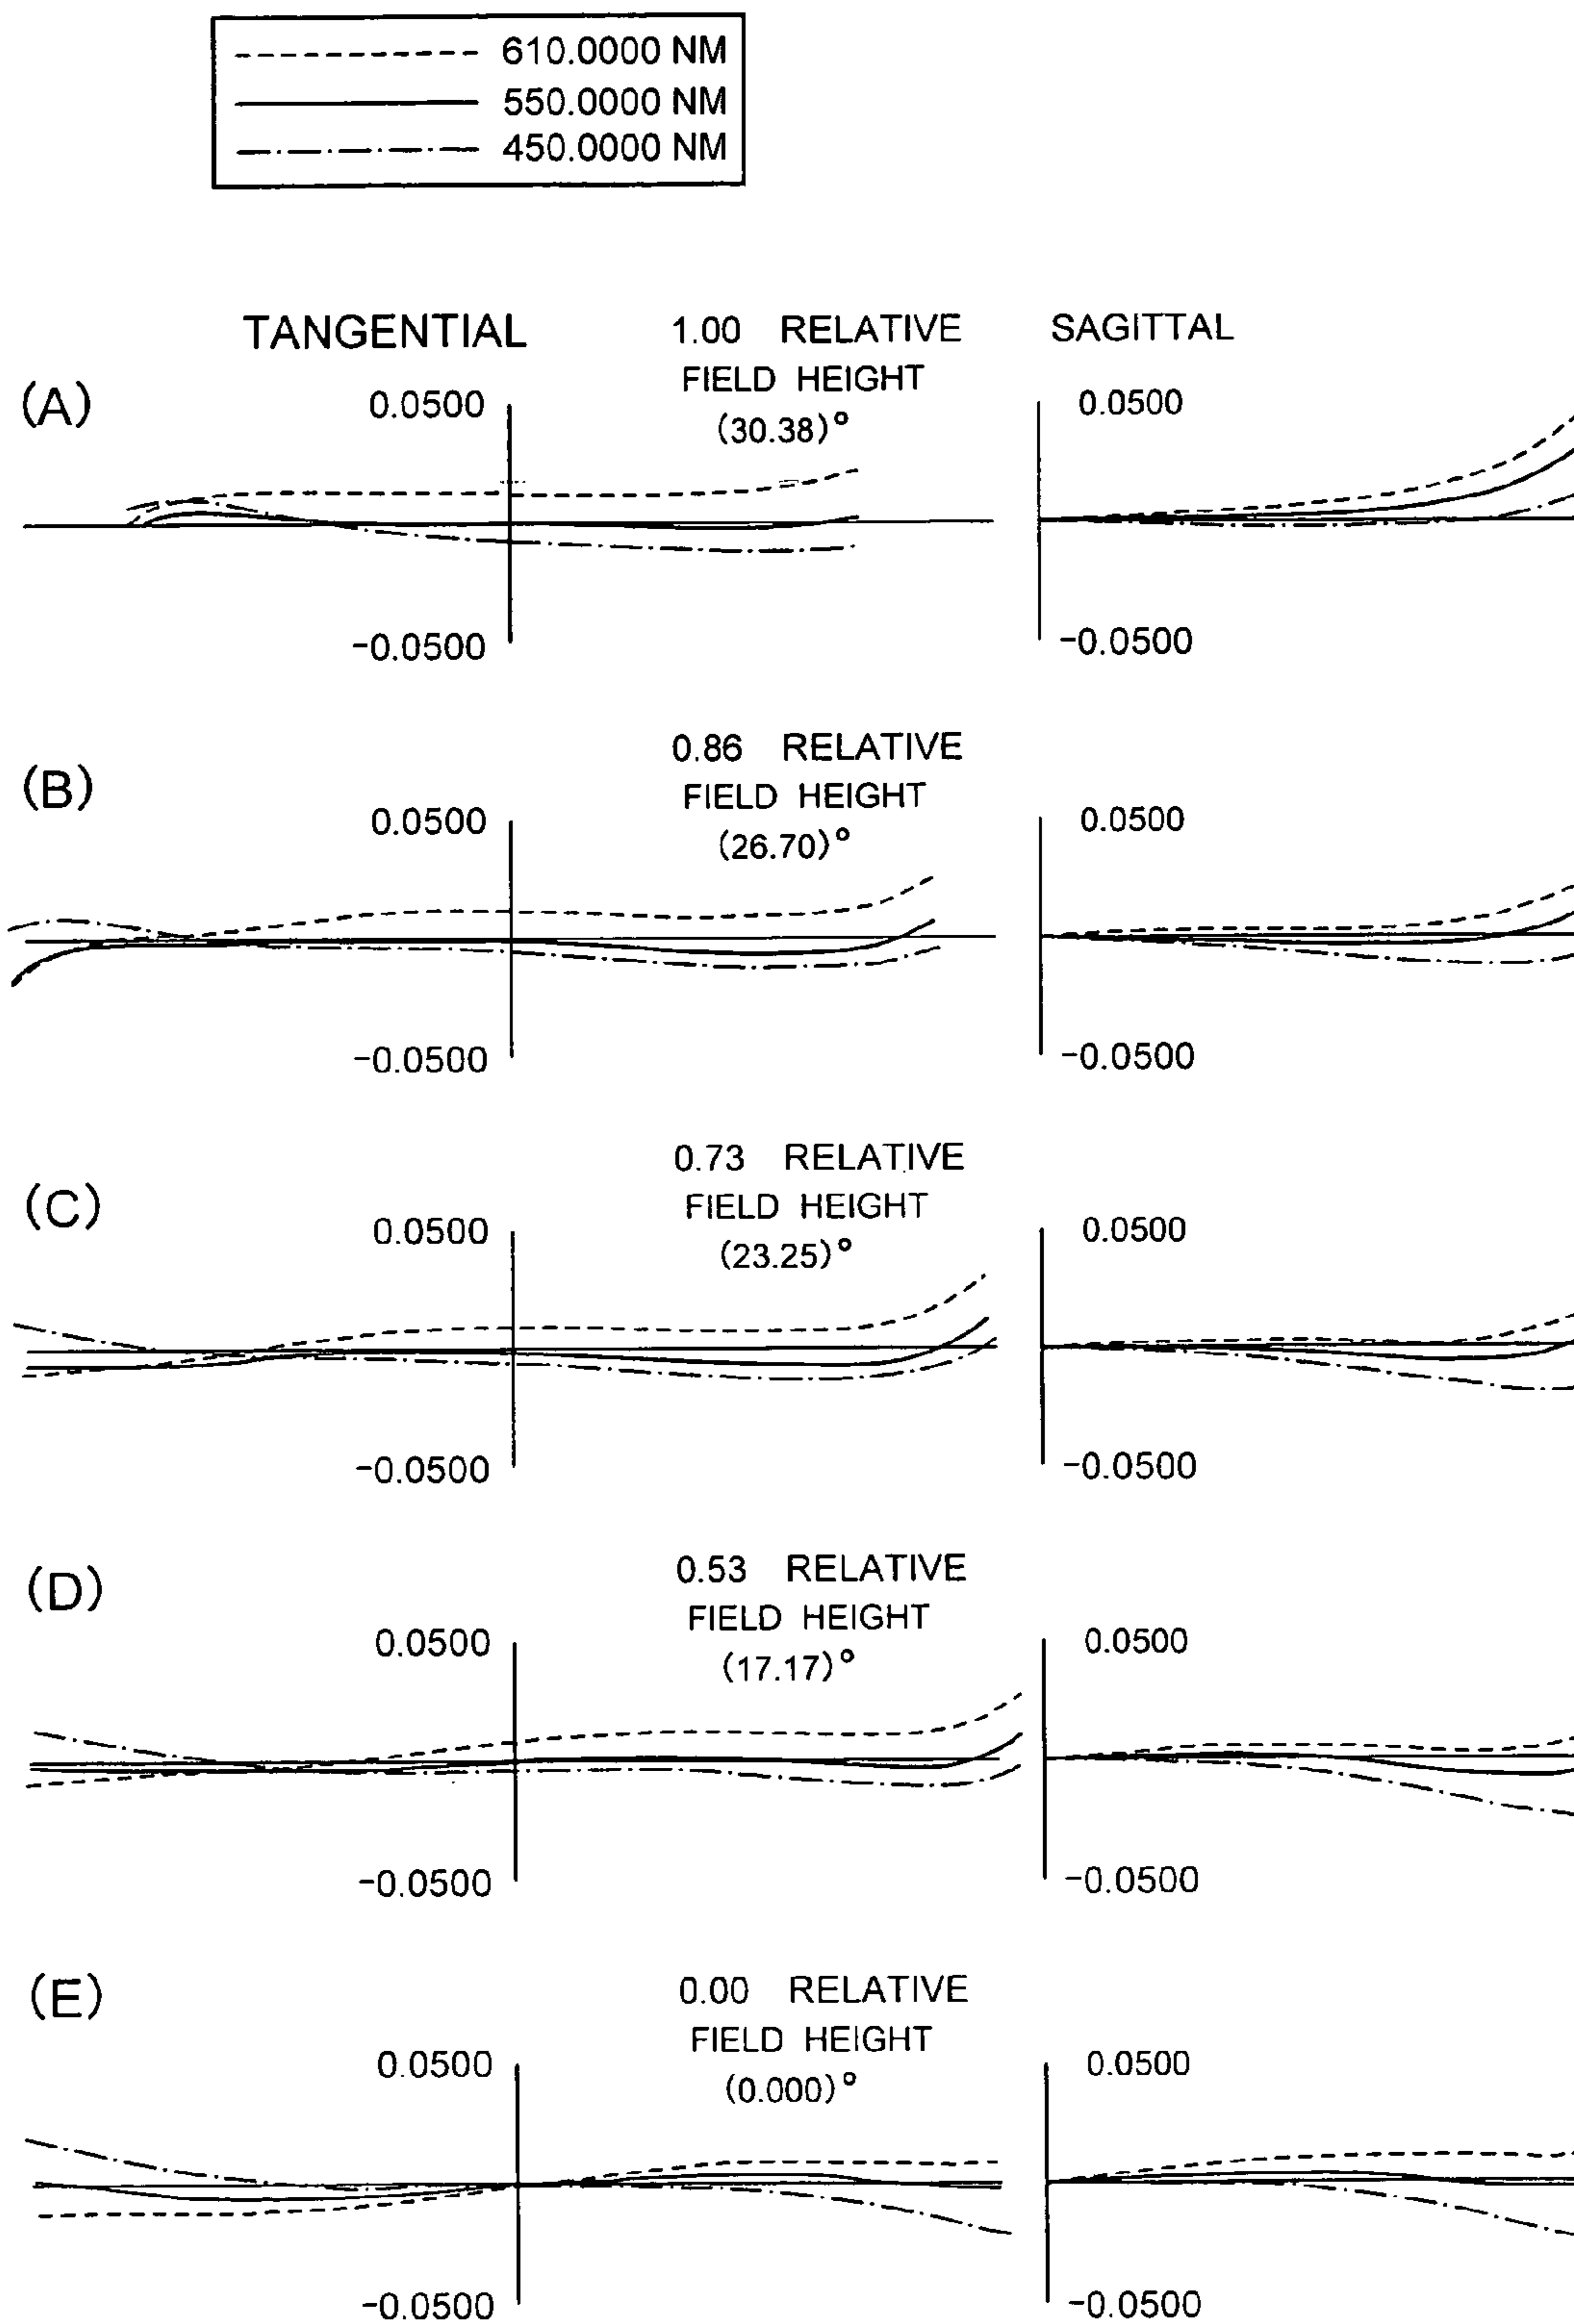 610.0000 NM
550.0000 NM
450.0000 NM
TANGENTIAL
1.00 RELATIVE
FIELD HEIGHT
(30.38)°
SAGITTAL
(A)
0.0500
-0.0500
0.0500
-0.0500
(B)
0.86 RELATIVE
FIELD HEIGHT
(26.70)°
0.0500
-0.0500
0.0500
-0.0500
(C)
0.73 RELATIVE
FIELD HEIGHT
(23.25)°
0.0500
-0.0500
0.0500
-0.0500
(D)
0.53 RELATIVE
FIELD HEIGHT
(17.17)°
0.0500
-0.0500
0.0500
-0.0500
(E)
0.00 RELATIVE
FIELD HEIGHT
(0.000)°
0.0500
-0.0500
0.0500
-0.0500